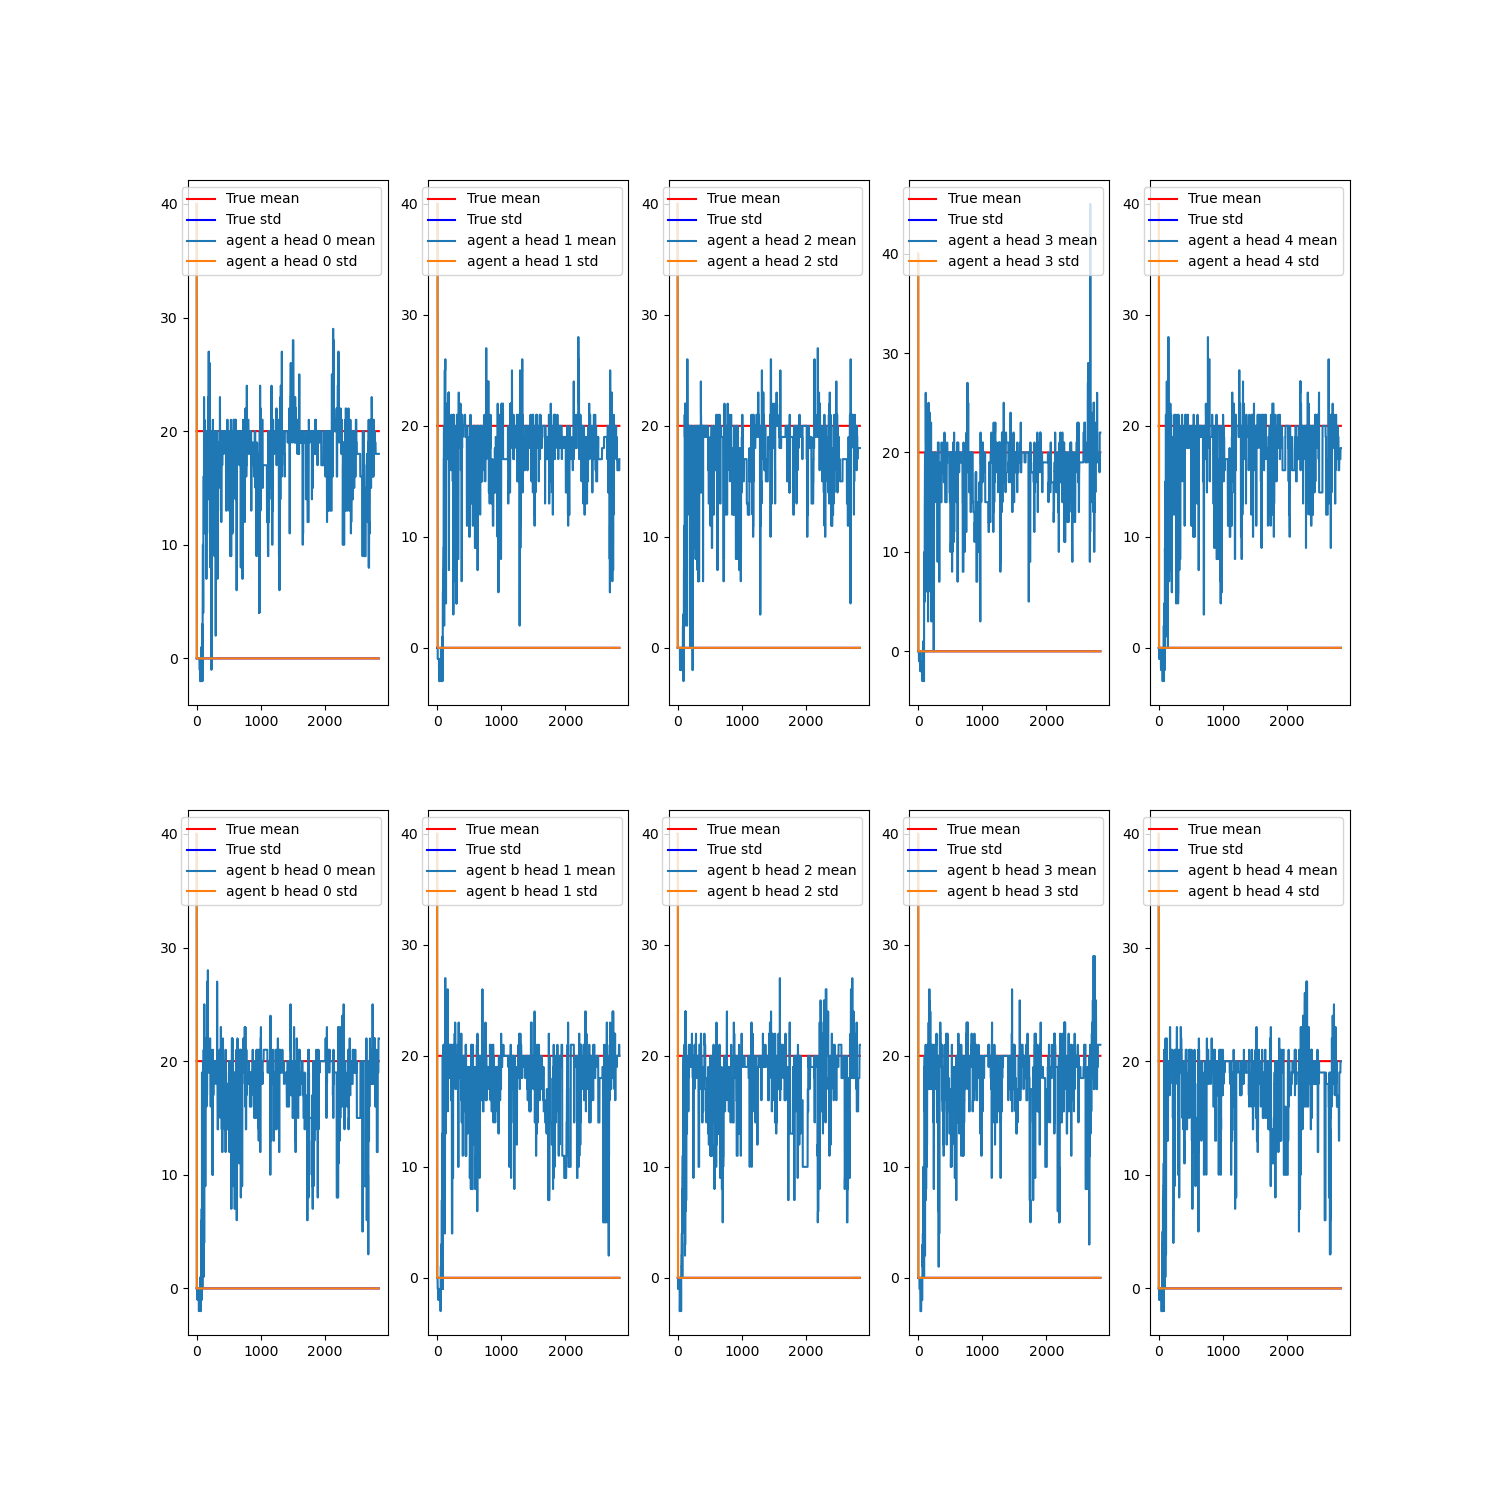 True mean
True std
agent a head 0 mean
agent a head 0 std
40
30
20
10
0
0 1000 2000
True mean
True std
agent a head 1 mean
agent a head 1 std
40
30
20
10
0
0 1000 2000
True mean
True std
agent a head 2 mean
agent a head 2 std
40
30
20
10
0
0 1000 2000
True mean
True std
agent a head 3 mean
agent a head 3 std
40
30
20
10
0
0 1000 2000
True mean
True std
agent a head 4 mean
agent a head 4 std
40
30
20
10
0
0 1000 2000
True mean
True std
agent b head 0 mean
agent b head 0 std
40
30
20
10
0
0 1000 2000
True mean
True std
agent b head 1 mean
agent b head 1 std
40
30
20
10
0
0 1000 2000
True mean
True std
agent b head 2 mean
agent b head 2 std
40
30
20
10
0
0 1000 2000
True mean
True std
agent b head 3 mean
agent b head 3 std
40
30
20
10
0
0 1000 2000
True mean
True std
agent b head 4 mean
agent b head 4 std
40
30
20
10
0
0 1000 2000